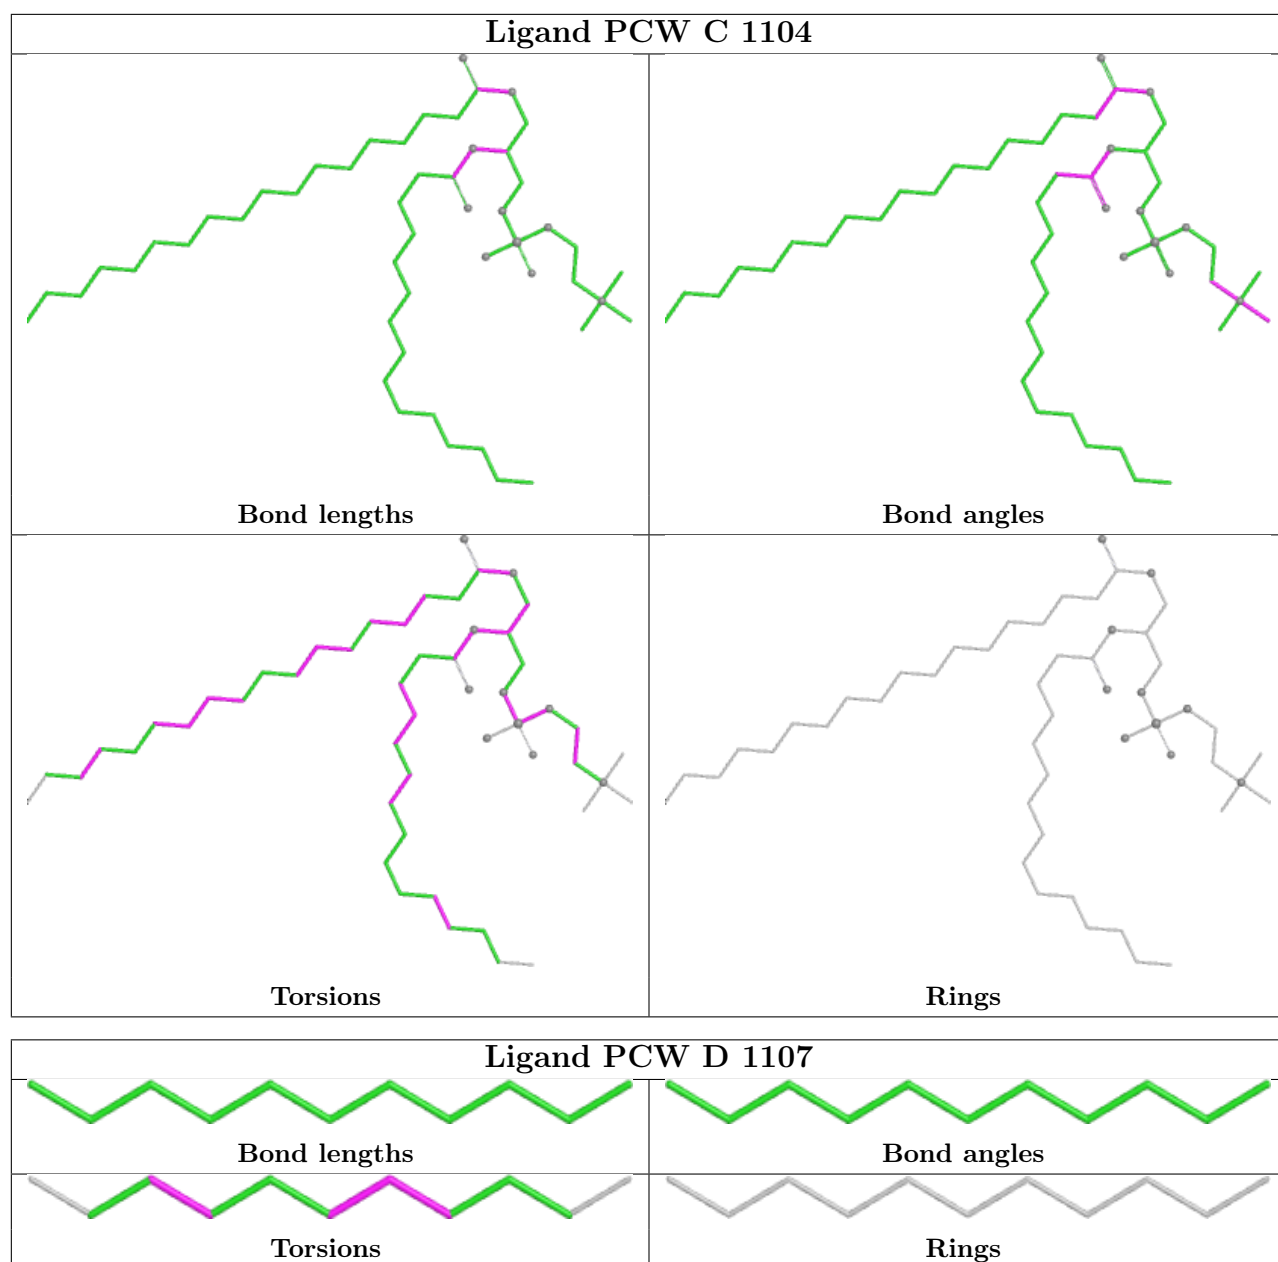 Ligand PCW C 1104
Bond lengths
Bond angles
Torsions
Rings
Ligand PCW D 1107
Bond lengths
Bond angles
Torsions
Rings